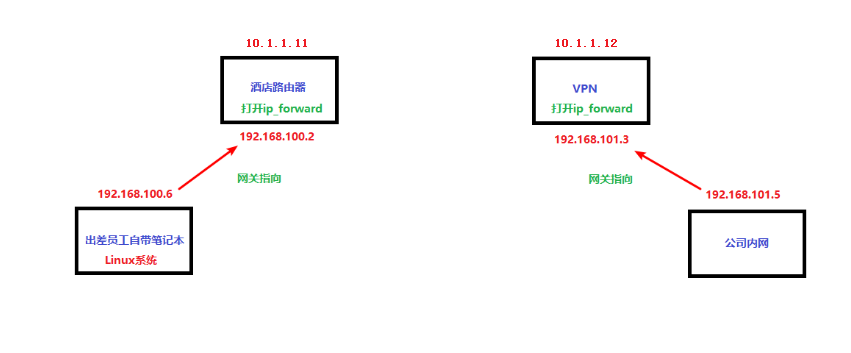 10.1.1.11
10.1.1.12
酒店路由器
打开ip_forward
VPN
打开ip_forward
192.168.100.2
192.168.101.3
网关指向
网关指向
192.168.100.6
192.168.101.5
出差员工自带笔记本
Linux系统
公司内网